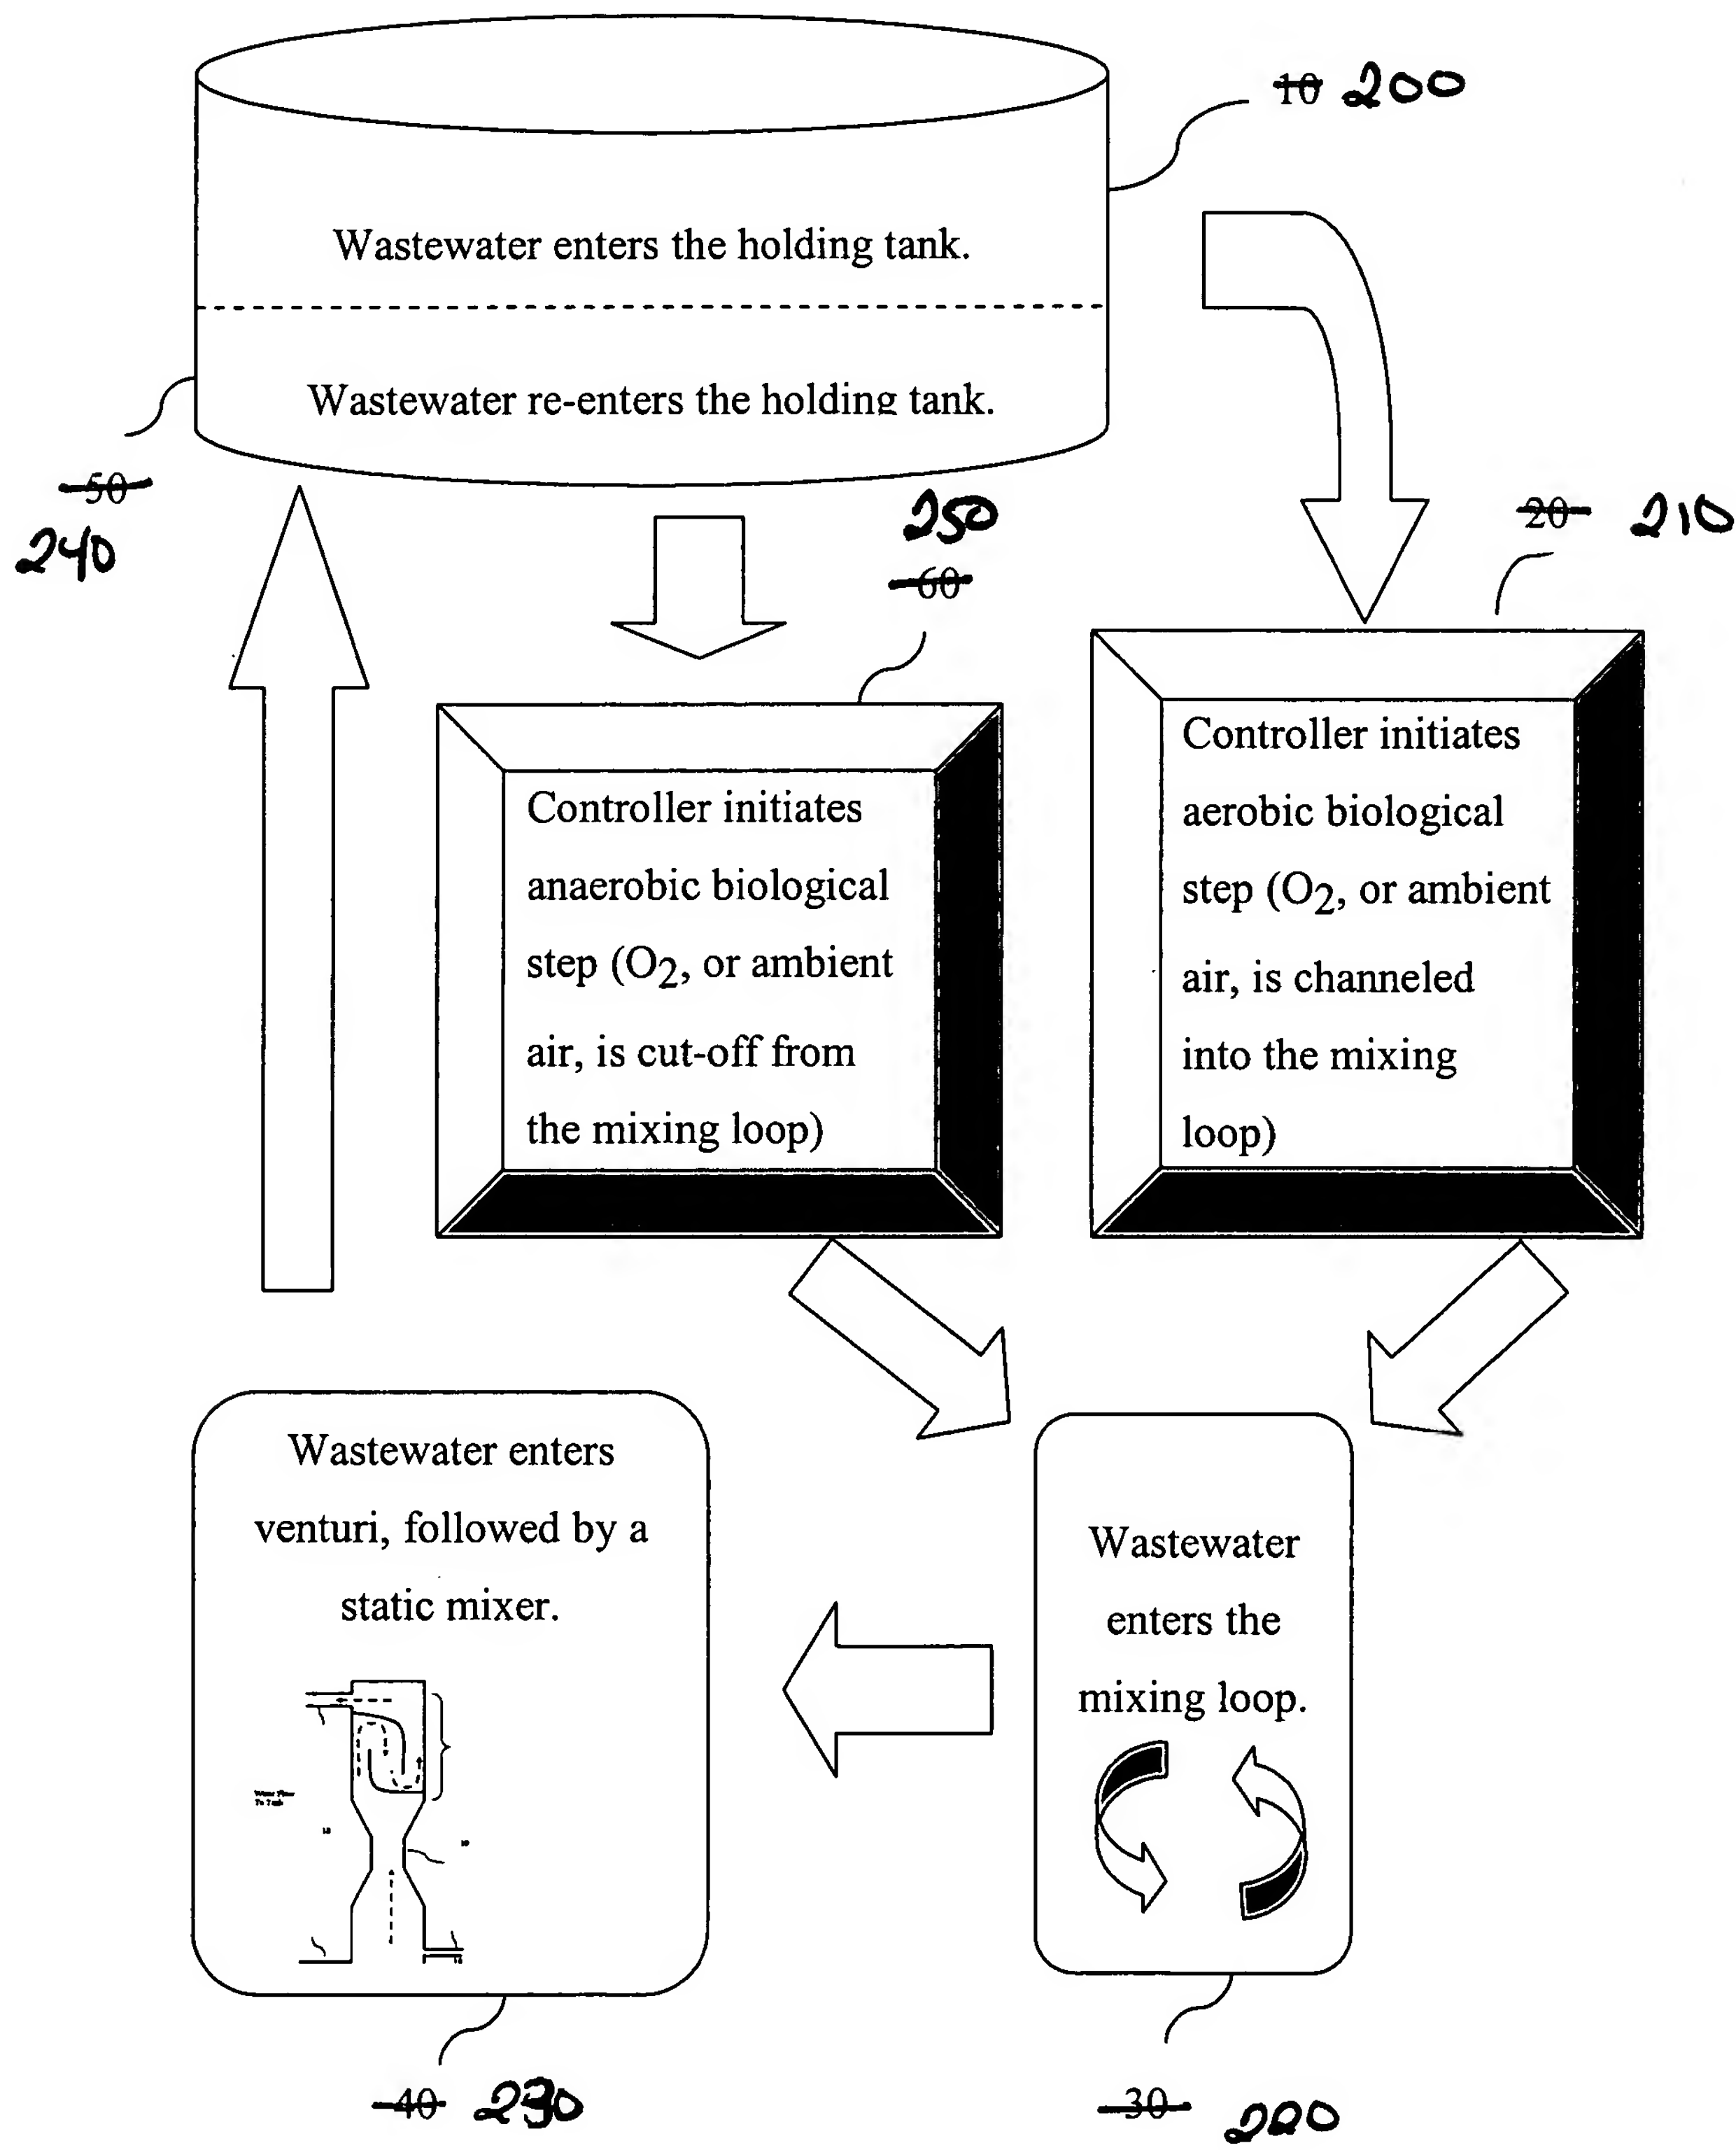 10 200
Wastewater enters the holding tank.
Wastewater re-enters the holding tank.
50
240
250
60
20 210
Controller initiates
anaerobic biological
step (O2, or ambient
air, is cut-off from
the mixing loop)
Controller initiates
aerobic biological
step (O2, or ambient
air, is channeled
into the mixing
loop)
Wastewater enters
venturi, followed by a
static mixer.
Wastewater
enters the
mixing loop.
40 230
30 220